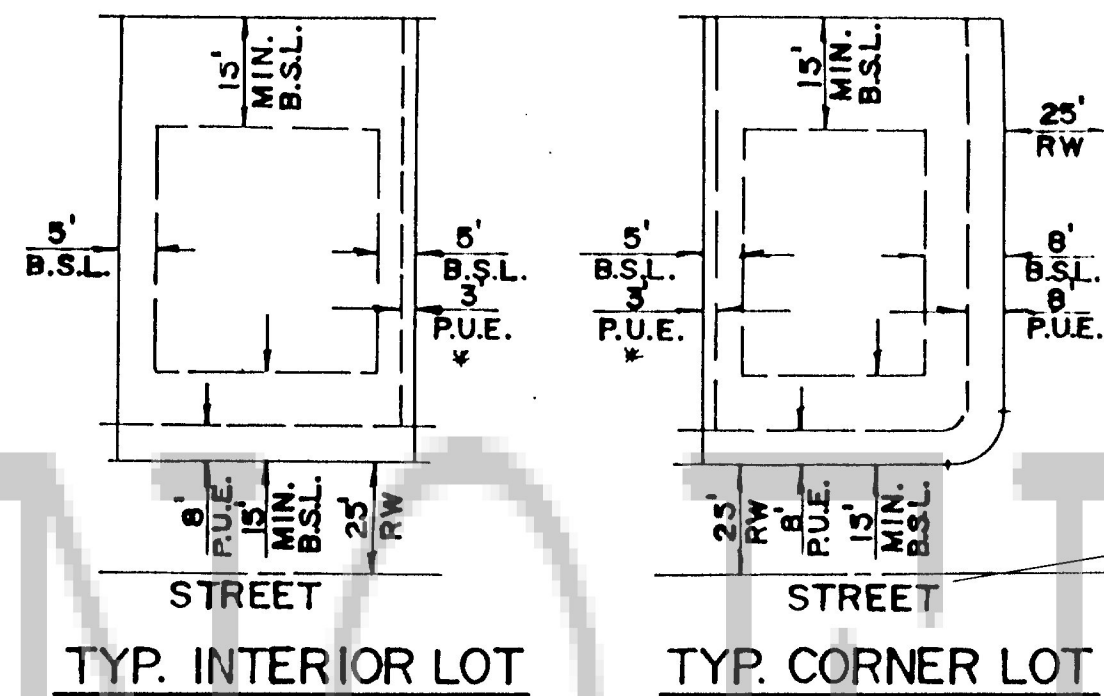 15'
MIN.
B.S.L.
5'
B.S.L.
5'
B.S.L.
3'
P.U.E.
*
8'
P.U.E.
15'
MIN.
B.S.L.
25'
RW
STREET
TYP. INTERIOR LOT
15'
MIN.
B.S.L.
25'
RW
5'
B.S.L.
3'
P.U.E.
*
8'
B.S.L.
8'
P.U.E.
25'
RW
8'
P.U.E.
15'
MIN.
B.S.L.
STREET
TYP. CORNER LOT